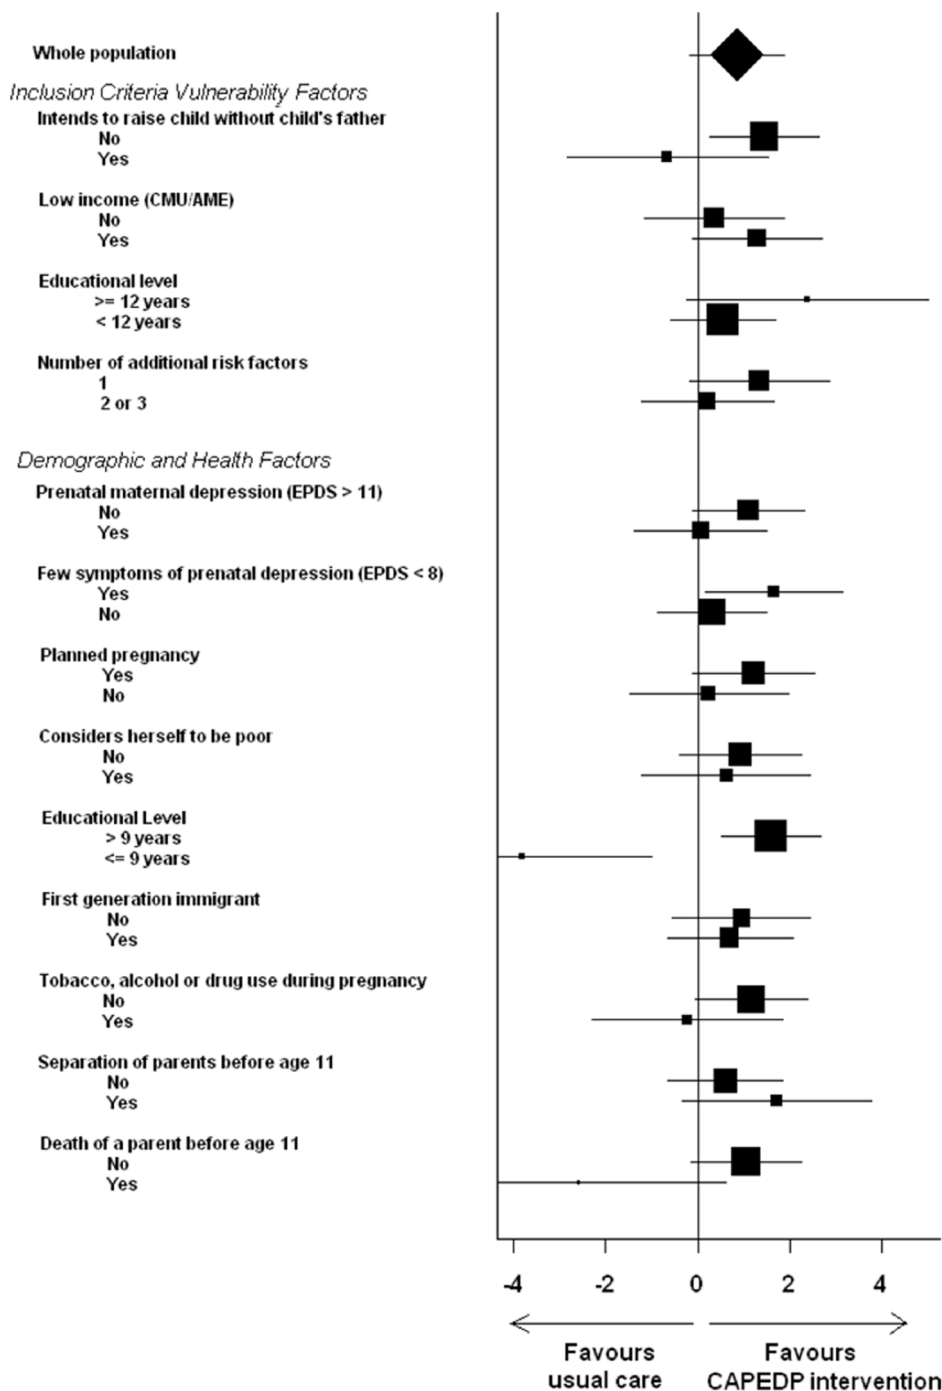 Whole population
Inclusion Criteria Vulnerability Factors
Intends to raise child without child's father
No
Yes
Low income (CMU/AME)
No
Yes
Educational level
>= 12 years
< 12 years
Number of additional risk factors
1
2 or 3
Demographic and Health Factors
Prenatal maternal depression (EPDS > 11)
No
Yes
Few symptoms of prenatal depression (EPDS < 8)
Yes
No
Planned pregnancy
Yes
No
Considers herself to be poor
No
Yes
Educational Level
> 9 years
<= 9 years
First generation immigrant
No
Yes
Tobacco, alcohol or drug use during pregnancy
No
Yes
Separation of parents before age 11
No
Yes
Death of a parent before age 11
No
Yes
-4 -2 0 2 4
Favours
usual care
Favours
CAPEDP intervention